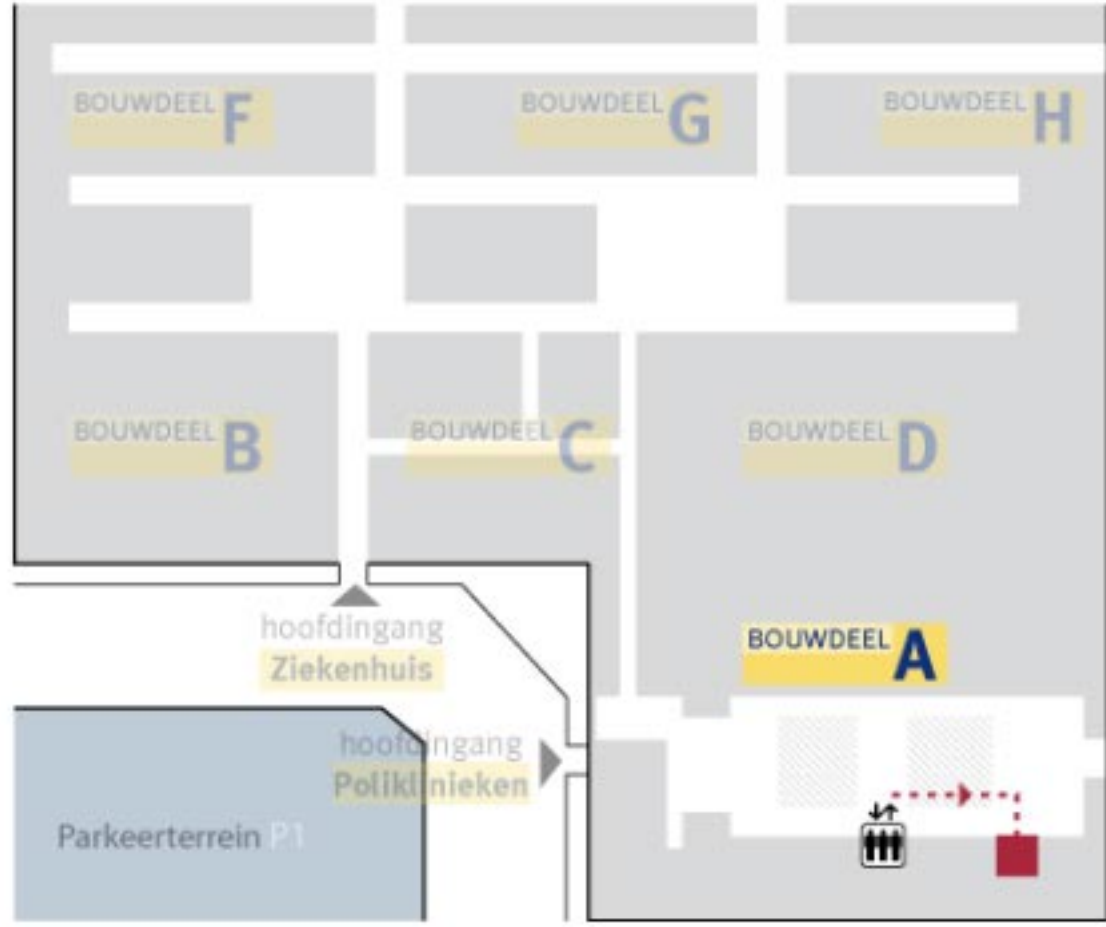 BOUWDEEL F
BOUWDEEL G
BOUWDEEL H
BOUWDEEL B
BOUWDEEL C
BOUWDEEL D
hoofdingang
Ziekenhuis
BOUWDEEL A
hoofdingang
Poliklinieken
Parkeerterrein P1